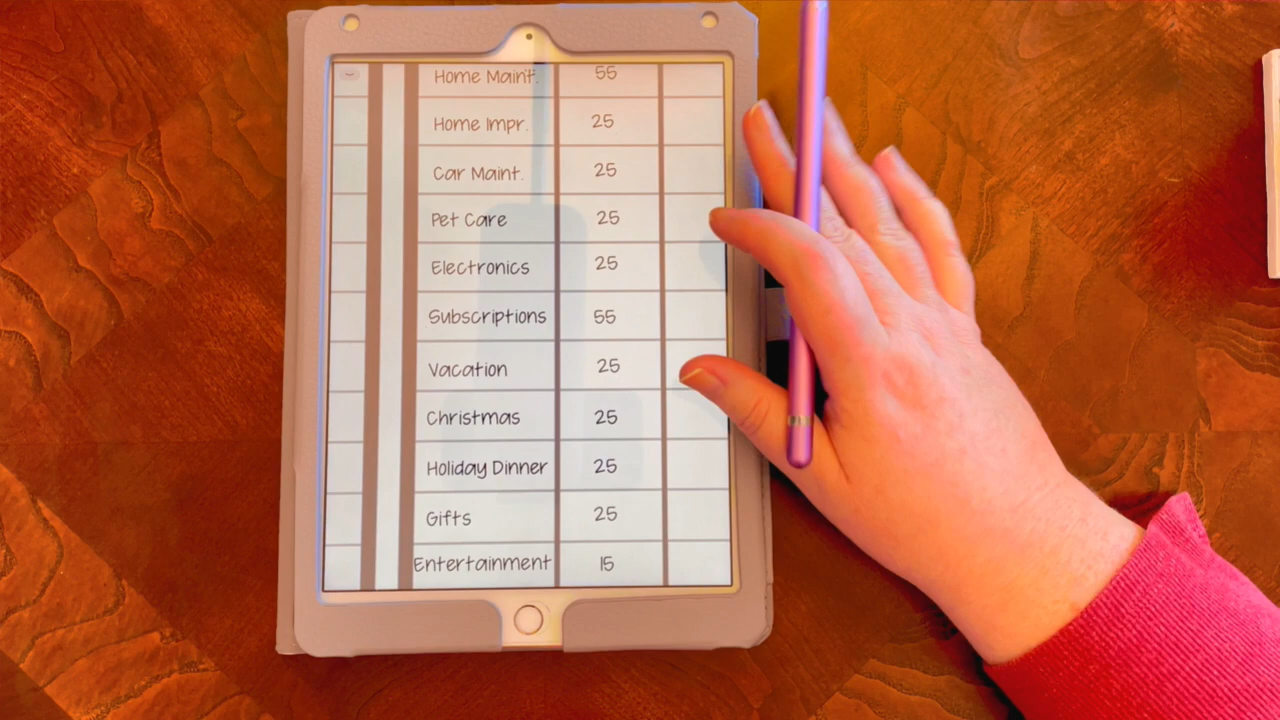 Home Maint. 55
Home Impr. 25
Car Maint. 25
Pet Care 25
Electronics 25
Subscriptions 55
Vacation 25
Christmas 25
Holiday Dinner 25
Gifts 25
Entertainment 15